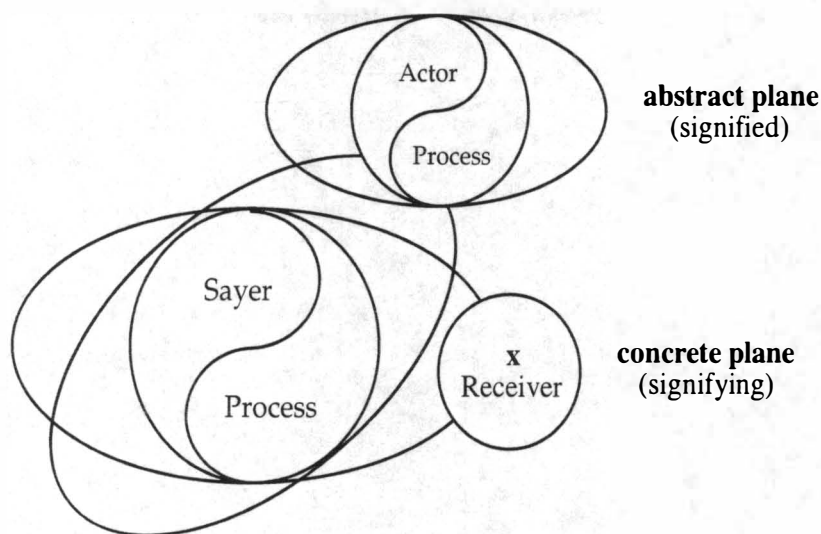 Actor
Process
abstract plane
(signified)
Sayer
Process
x
Receiver
concrete plane
(signifying)